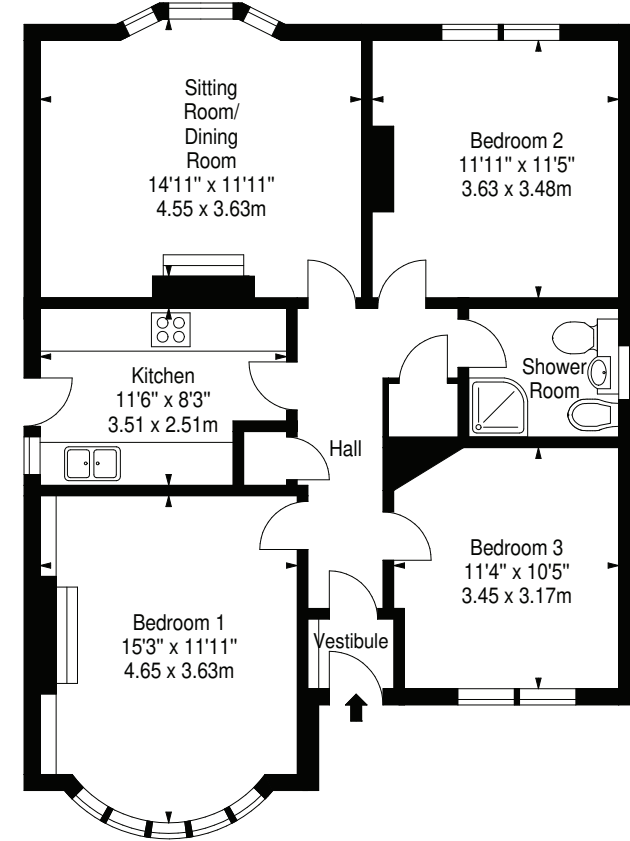 Sitting
Room/
Dining
Room
14'11" x 11'11"
4.55 x 3.63m
Bedroom 2
11'11" x 11'5"
3.63 x 3.48m
Kitchen
11'6" x 8'3"
3.51 x 2.51m
Shower
Room
Hall
Bedroom 3
11'4" x 10'5"
3.45 x 3.17m
Bedroom 1
15'3" x 11'11"
4.65 x 3.63m
Vestibule